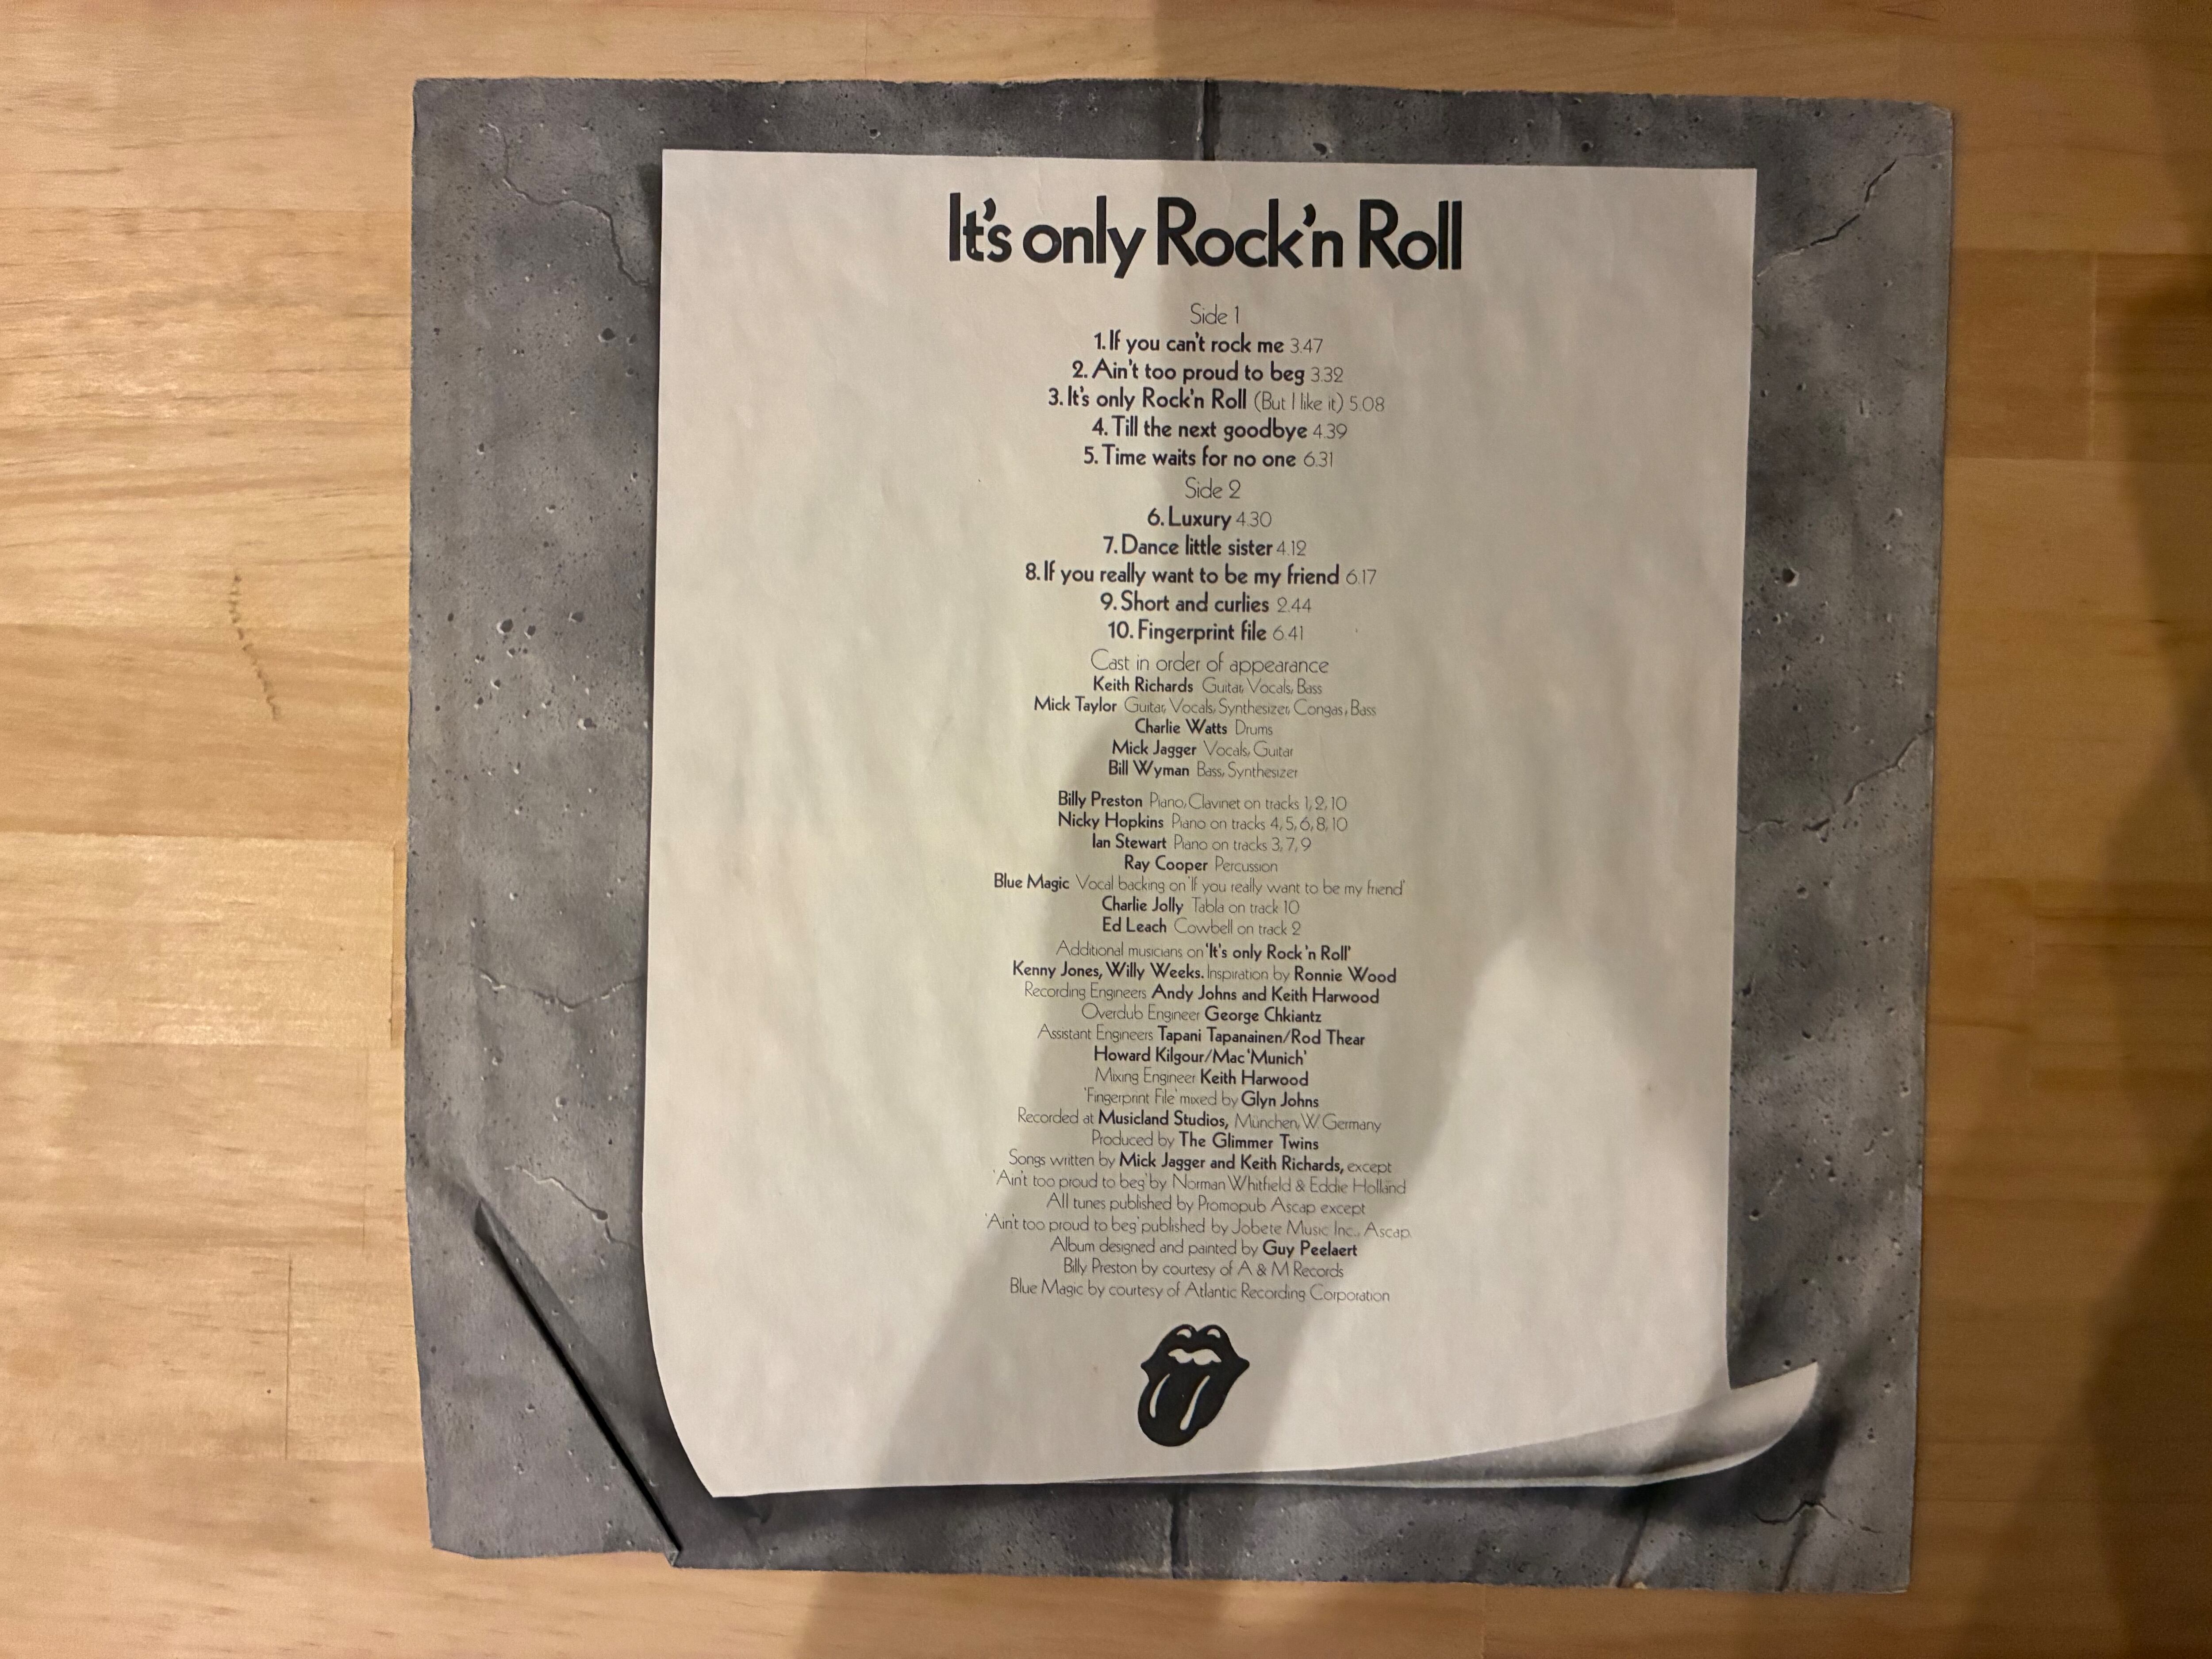 It's only Rock'n Roll
Side 1
1. If you can't rock me 3.47
2. Ain't too proud to beg 3.32
3. It's only Rock'n Roll (But I like it) 5.08
4. Till the next goodbye 4.39
5. Time waits for no one 6.31
Side 2
6. Luxury 4.30
7. Dance little sister 4.12
8. If you really want to be my friend 6.17
9. Short and curlies 2.44
10. Fingerprint file 6.41
Cast in order of appearance
Keith Richards Guitar, Vocals, Bass
Mick Taylor Guitar, Vocals, Synthesizer, Congas, Bass
Charlie Watts Drums
Mick Jagger Vocals, Guitar
Bill Wyman Bass, Synthesizer
Billy Preston Piano, Clavinet on tracks 1, 2, 10
Nicky Hopkins Piano on tracks 4, 5, 6, 8, 10
Ian Stewart Piano on tracks 3, 7, 9
Ray Cooper Percussion
Blue Magic Vocal backing on 'If you really want to be my friend'
Charlie Jolly Tabla on track 10
Ed Leach Cowbell on track 2
Additional musicians on 'It's only Rock 'n Roll'
Kenny Jones, Willy Weeks. Inspiration by Ronnie Wood
Recording Engineers Andy Johns and Keith Harwood
Overdub Engineer George Chkiantz
Assistant Engineers Tapani Tapanainen/Rod Thear
Howard Kilgour/Mac 'Munich'
Mixing Engineer Keith Harwood
'Fingerprint File' mixed by Glyn Johns
Recorded at Musicland Studios, München, W. Germany
Produced by The Glimmer Twins
Songs written by Mick Jagger and Keith Richards, except
'Ain't too proud to beg' by Norman Whitfield & Eddie Holland
All tunes published by Promopub Ascap except
'Ain't too proud to beg' published by Jobete Music Inc., Ascap.
Album designed and painted by Guy Peelaert
Billy Preston by courtesy of A & M Records
Blue Magic by courtesy of Atlantic Recording Corporation